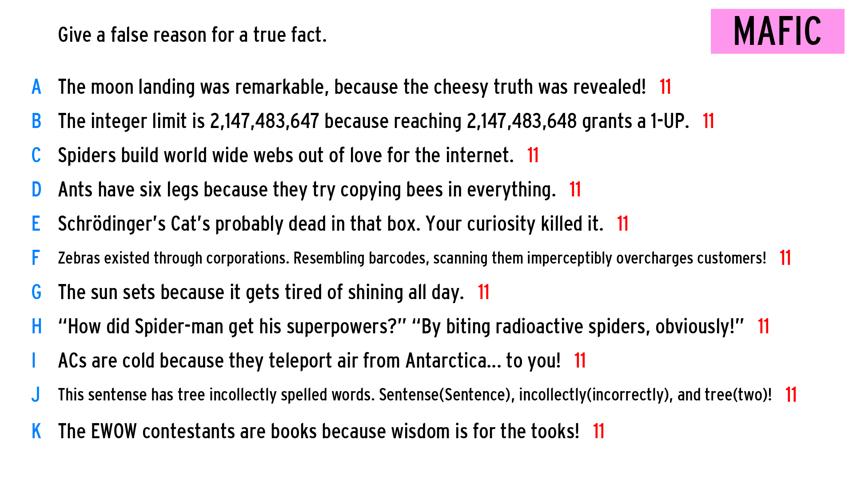 Give a false reason for a true fact.
MAFIC
A The moon landing was remarkable, because the cheesy truth was revealed! 11
B The integer limit is 2,147,483,647 because reaching 2,147,483,648 grants a 1-UP. 11
C Spiders build world wide webs out of love for the internet. 11
D Ants have six legs because they try copying bees in everything. 11
E Schrödinger’s Cat’s probably dead in that box. Your curiosity killed it. 11
F Zebras existed through corporations. Resembling barcodes, scanning them imperceptibly overcharges customers! 11
G The sun sets because it gets tired of shining all day. 11
H “How did Spider-man get his superpowers?” “By biting radioactive spiders, obviously!” 11
I ACs are cold because they teleport air from Antarctica... to you! 11
J This sentense has tree incollectly spelled words. Sentense(Sentence), incollectly(incorrectly), and tree(two)! 11
K The EWOW contestants are books because wisdom is for the tooks! 11